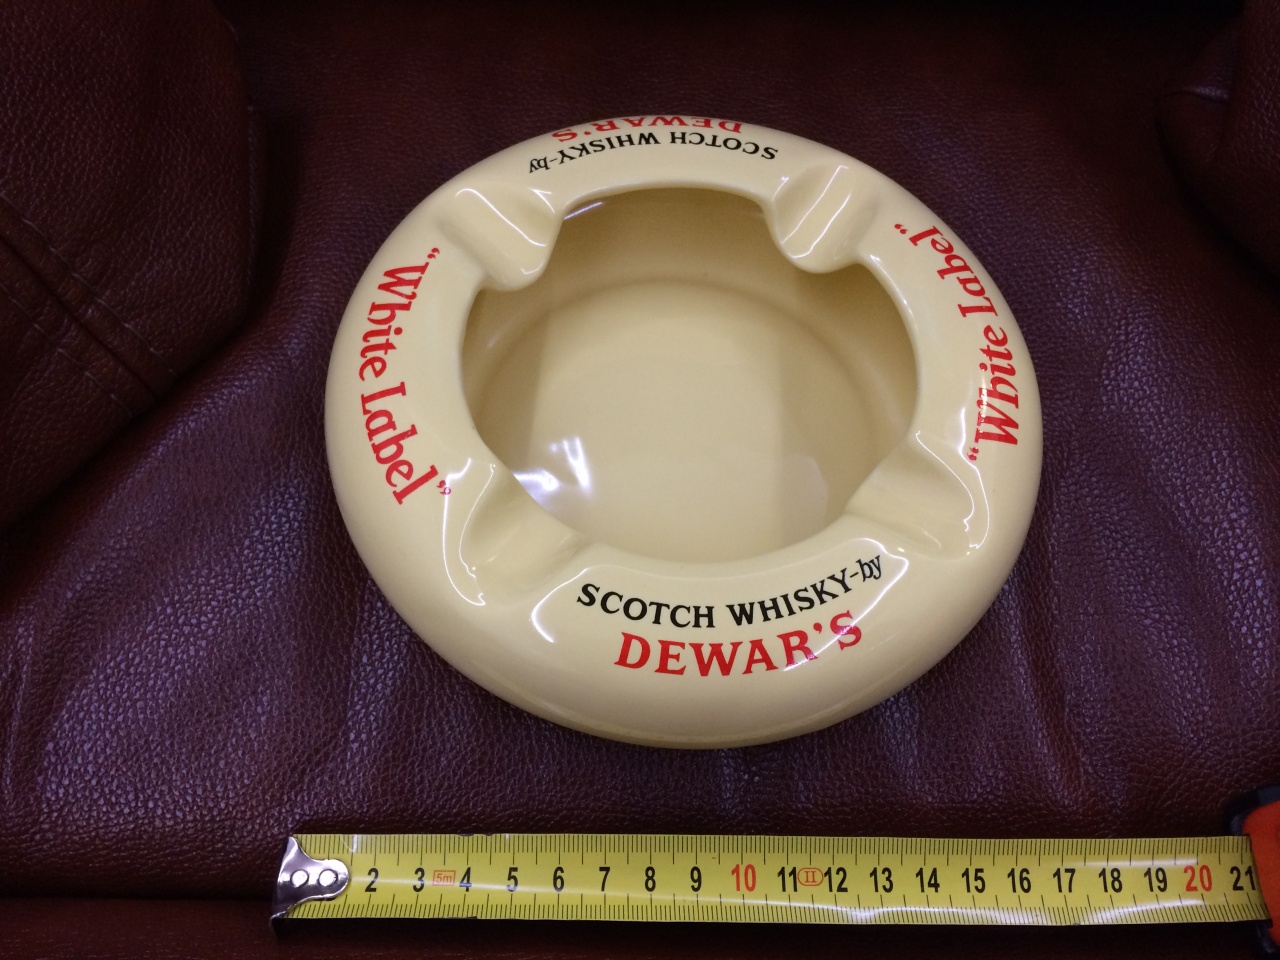 SCOTCH WHISKY-by
DEWAR'S
"White Label"
"White Label"
SCOTCH WHISKY-by
DEWAR'S
2 3 5m 4 5 6 7 8 9 10 11 II 12 13 14 15 16 17 18 19 20 21